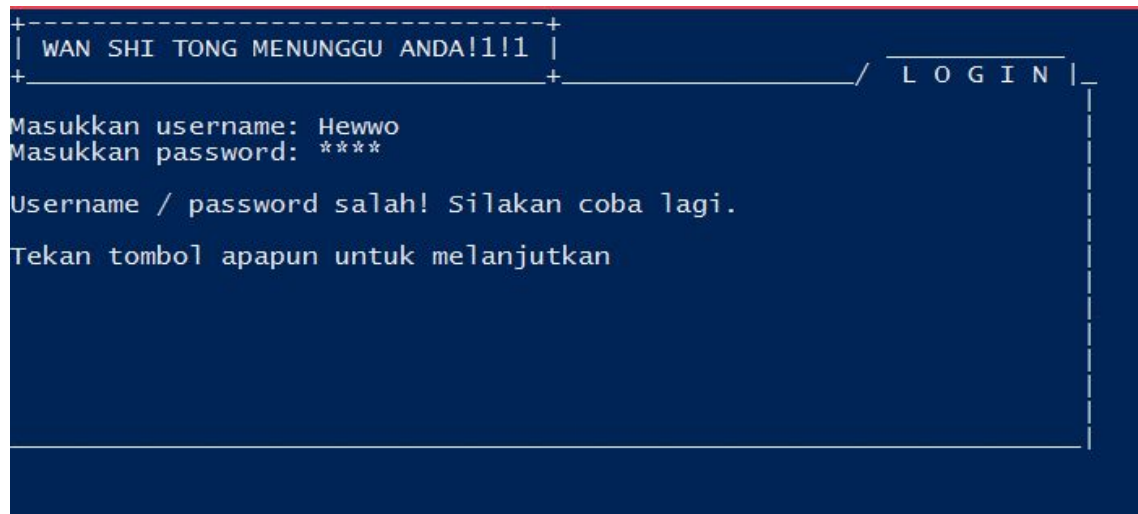 WAN SHI TONG MENUNGGU ANDA!1!1
L O G I N
Masukkan username: Hewwo
Masukkan password: ****
Username / password salah! Silakan coba lagi.
Tekan tombol apapun untuk melanjutkan